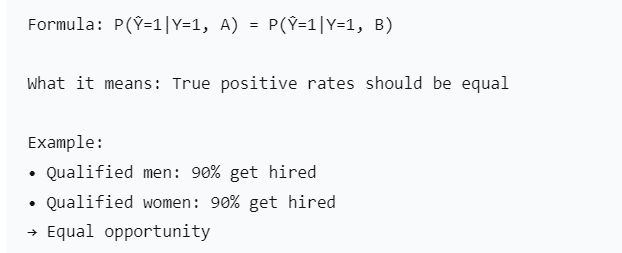 Formula: P(Ŷ=1|Y=1, A) = P(Ŷ=1|Y=1, B)
What it means: True positive rates should be equal
Example:
• Qualified men: 90% get hired
• Qualified women: 90% get hired
→ Equal opportunity